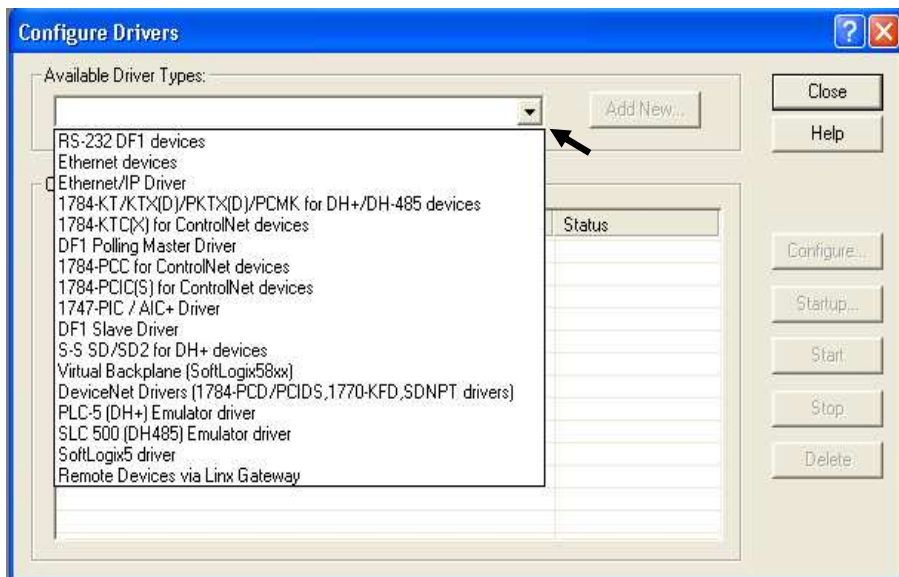 Configure Drivers
Available Driver Types:
Add New...
Close
Help
RS-232 DF1 devices
Ethernet devices
Ethernet/IP Driver
1784-KT/KTX(D)/PKTX(D)/PCMK for DH+/DH-485 devices
1784-KTC(X) for ControlNet devices
DF1 Polling Master Driver
1784-PCC for ControlNet devices
1784-PCIC(S) for ControlNet devices
1747-PIC / AIC+ Driver
DF1 Slave Driver
S-S SD/SD2 for DH+ devices
Virtual Backplane (SoftLogix58xx)
DeviceNet Drivers (1784-PCD/PCIDS,1770-KFD,SDNPT drivers)
PLC-5 (DH+) Emulator driver
SLC 500 (DH485) Emulator driver
SoftLogix5 driver
Remote Devices via Linx Gateway
Status
Configure...
Startup...
Start
Stop
Delete